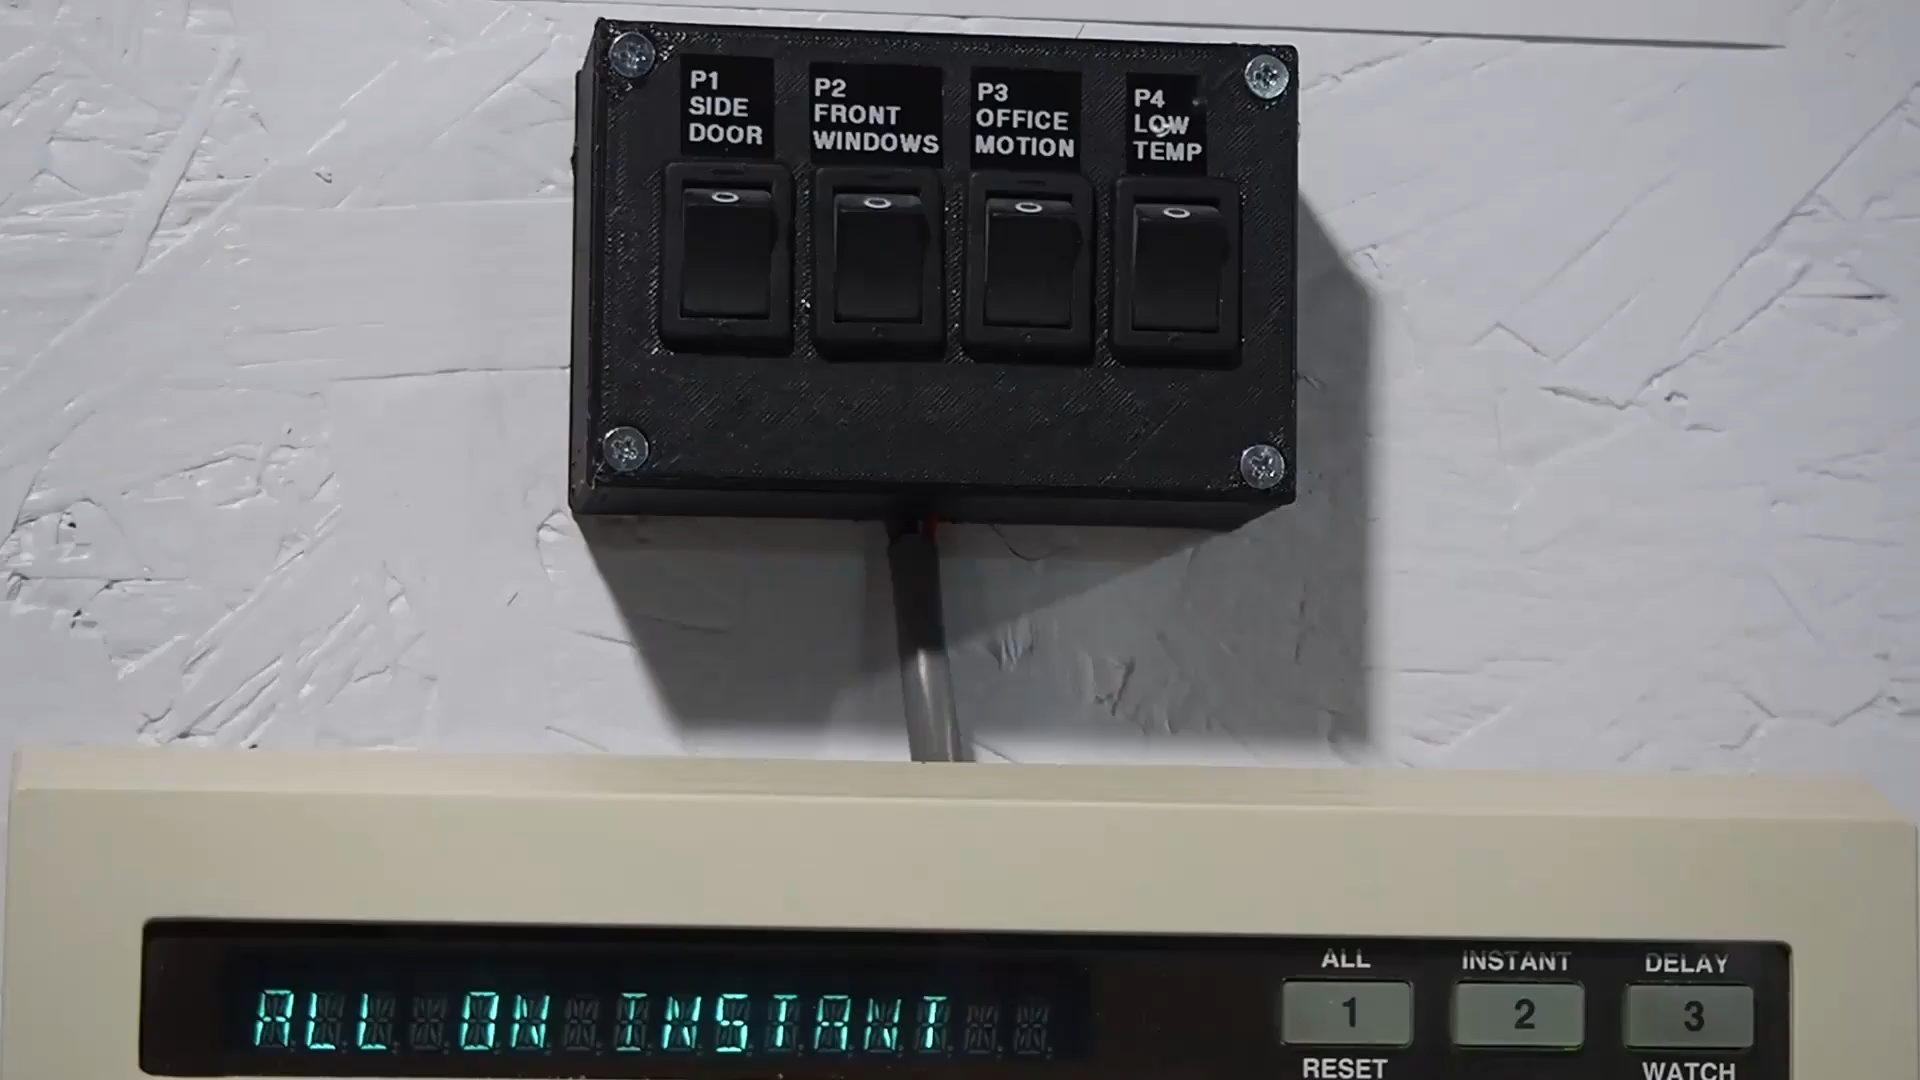 P1
SIDE
DOOR
P2
FRONT
WINDOWS
P3
OFFICE
MOTION
P4
LOW
TEMP
O
O
O
O
ALL ON INSTANT
ALL
INSTANT
DELAY
1
2
3
RESET
WATCH